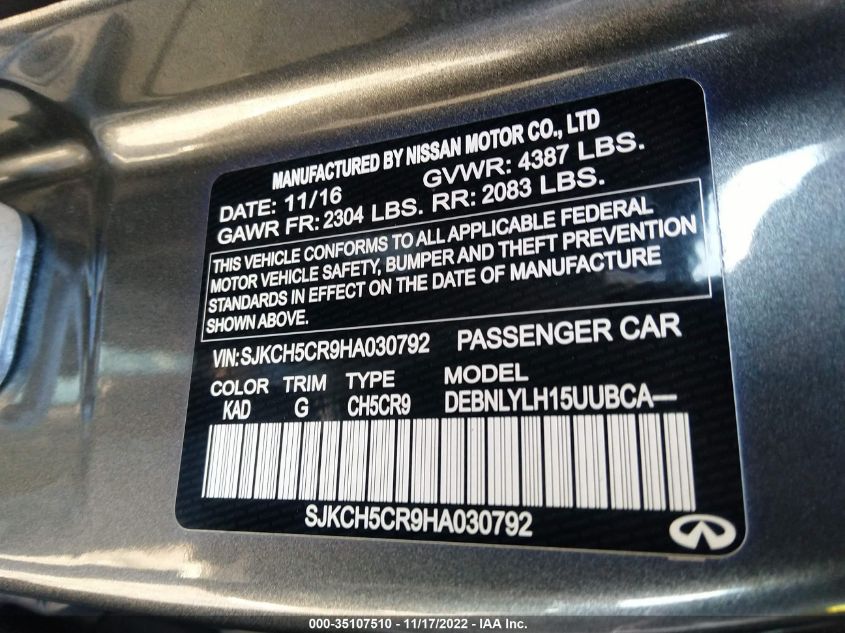 MANUFACTURED BY NISSAN MOTOR CO., LTD
DATE: 11/16 GVWR: 4387 LBS.
GAWR FR: 2304 LBS. RR: 2083 LBS.
THIS VEHICLE CONFORMS TO ALL APPLICABLE FEDERAL
MOTOR VEHICLE SAFETY, BUMPER AND THEFT PREVENTION
STANDARDS IN EFFECT ON THE DATE OF MANUFACTURE
SHOWN ABOVE.
VIN: SJKCH5CR9HA030792 PASSENGER CAR
COLOR TRIM TYPE MODEL
KAD G CH5CR9 DEBNLYLH15UUBCA—
SJKCH5CR9HA030792
000-35107510 - 11/17/2022 - IAA Inc.